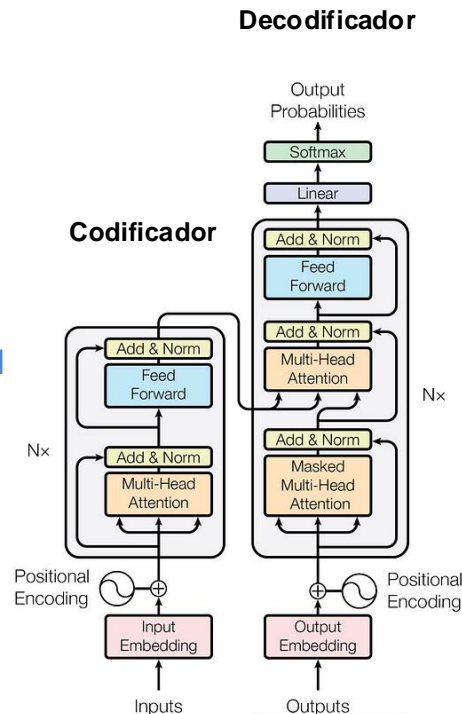 Decodificador
Output
Probabilities
Softmax
Linear
Add & Norm
Feed
Forward
Add & Norm
Multi-Head
Attention
Nx
Add & Norm
Masked
Multi-Head
Attention
Positional
Encoding
Output
Embedding
Outputs
Codificador
Add & Norm
Feed
Forward
Nx
Add & Norm
Multi-Head
Attention
Positional
Encoding
Input
Embedding
Inputs